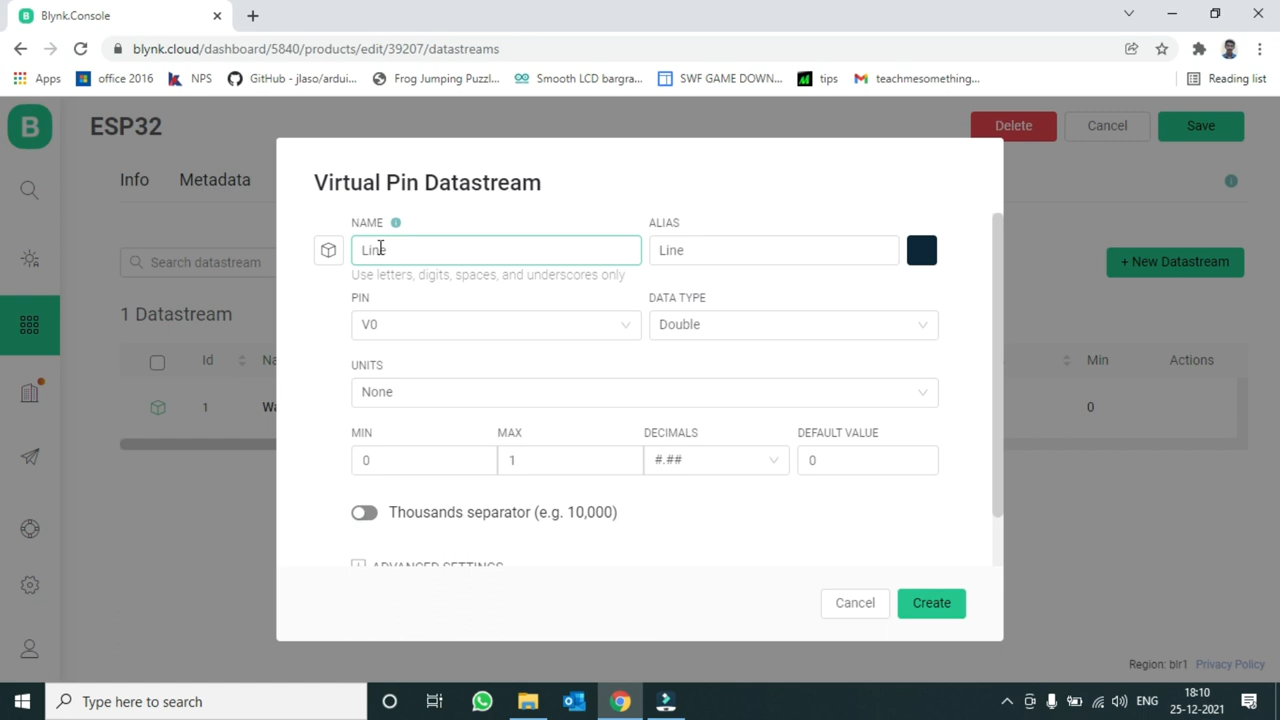 Blynk.Console
blynk.cloud/dashboard/5840/products/edit/39207/datastreams
Apps office 2016 NPS GitHub - jlaso/ardui... Frog Jumping Puzzl... Smooth LCD bargra... SWF GAME DOWN... tips teachmesomething... Reading list
B ESP32 Delete Cancel Save
Virtual Pin Datastream
Info Metadata
NAME ALIAS
Line Line
Use letters, digits, spaces, and underscores only
Search datastream + New Datastream
PIN DATA TYPE
V0 Double
1 Datastream
Id Na Min Actions
UNITS
None
1 Wa 0
MIN MAX DECIMALS DEFAULT VALUE
0 1 #.## 0
Thousands separator (e.g. 10,000)
ADVANCED SETTINGS
Cancel Create
Region: blr1 Privacy Policy
Type here to search ENG 18:10
25-12-2021